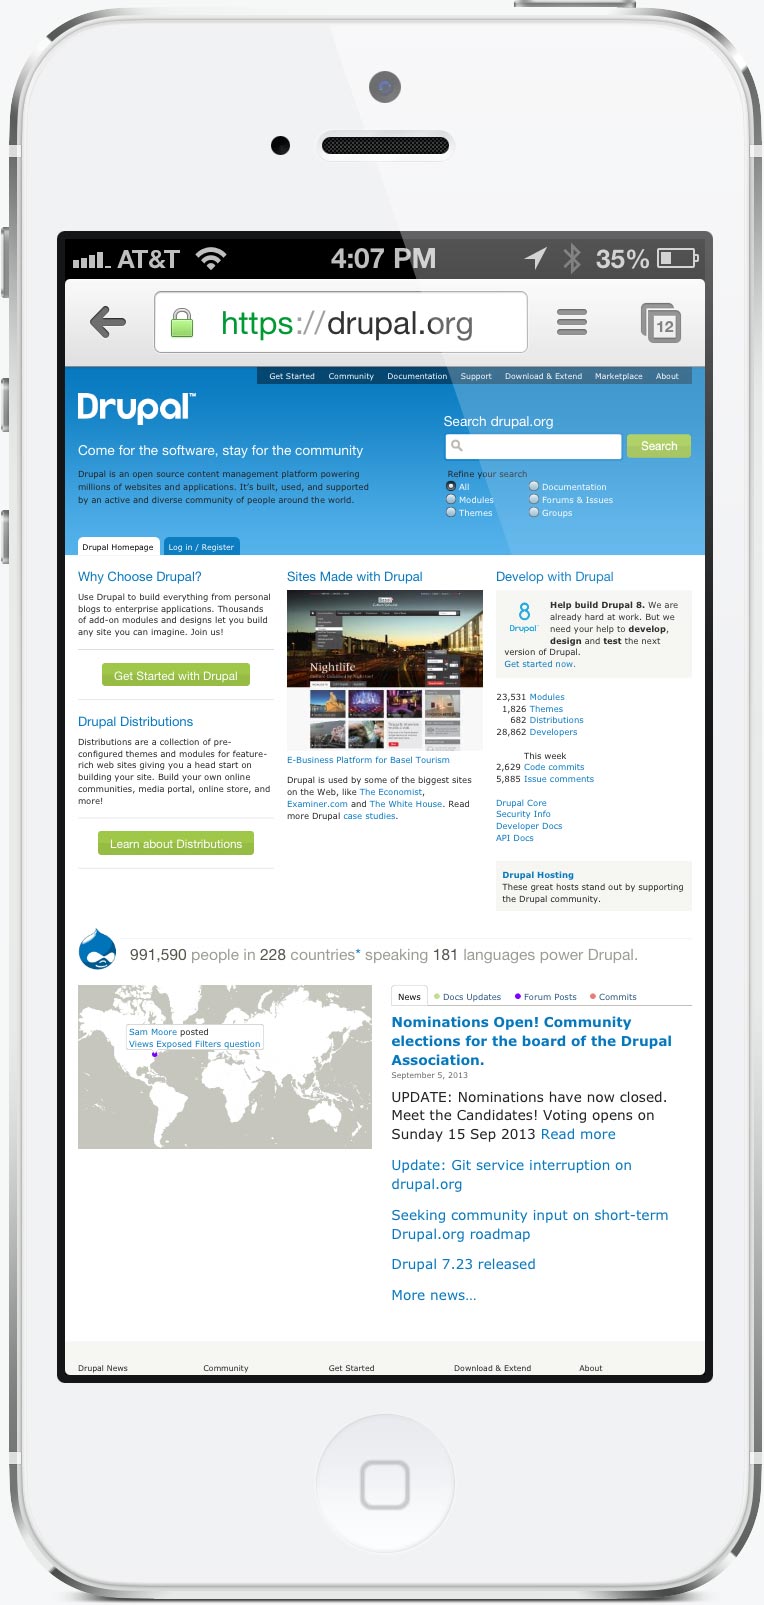 AT&T 4:07 PM 35%
https://drupal.org 12
Get Started Community Documentation Support Download & Extend Marketplace About
Drupal™
Come for the software, stay for the community
Drupal is an open source content management platform powering
millions of websites and applications. It's built, used, and supported
by an active and diverse community of people around the world.
Search drupal.org
Search
Refine your search
All Documentation
Modules Forums & Issues
Themes Groups
Drupal Homepage Log in / Register
Why Choose Drupal?
Use Drupal to build everything from personal
blogs to enterprise applications. Thousands
of add-on modules and designs let you build
any site you can imagine. Join us!
Get Started with Drupal
Drupal Distributions
Distributions are a collection of pre-
configured themes and modules for feature-
rich web sites giving you a head start on
building your site. Build your own online
communities, media portal, online store, and
more!
Learn about Distributions
Sites Made with Drupal
Nightlife
E-Business Platform for Basel Tourism
Drupal is used by some of the biggest sites
on the Web, like The Economist,
Examiner.com and The White House. Read
more Drupal case studies.
Develop with Drupal
8
Drupal
Help build Drupal 8. We are
already hard at work. But we
need your help to develop,
design and test the next
version of Drupal.
Get started now.
23,531 Modules
1,826 Themes
682 Distributions
28,862 Developers
This week
2,629 Code commits
5,885 Issue comments
Drupal Core
Security Info
Developer Docs
API Docs
Drupal Hosting
These great hosts stand out by supporting
the Drupal community.
991,590 people in 228 countries* speaking 181 languages power Drupal.
Sam Moore posted
Views Exposed Filters question
News Docs Updates Forum Posts Commits
Nominations Open! Community
elections for the board of the Drupal
Association.
September 5, 2013
UPDATE: Nominations have now closed.
Meet the Candidates! Voting opens on
Sunday 15 Sep 2013 Read more
Update: Git service interruption on
drupal.org
Seeking community input on short-term
Drupal.org roadmap
Drupal 7.23 released
More news…
Drupal News Community Get Started Download & Extend About